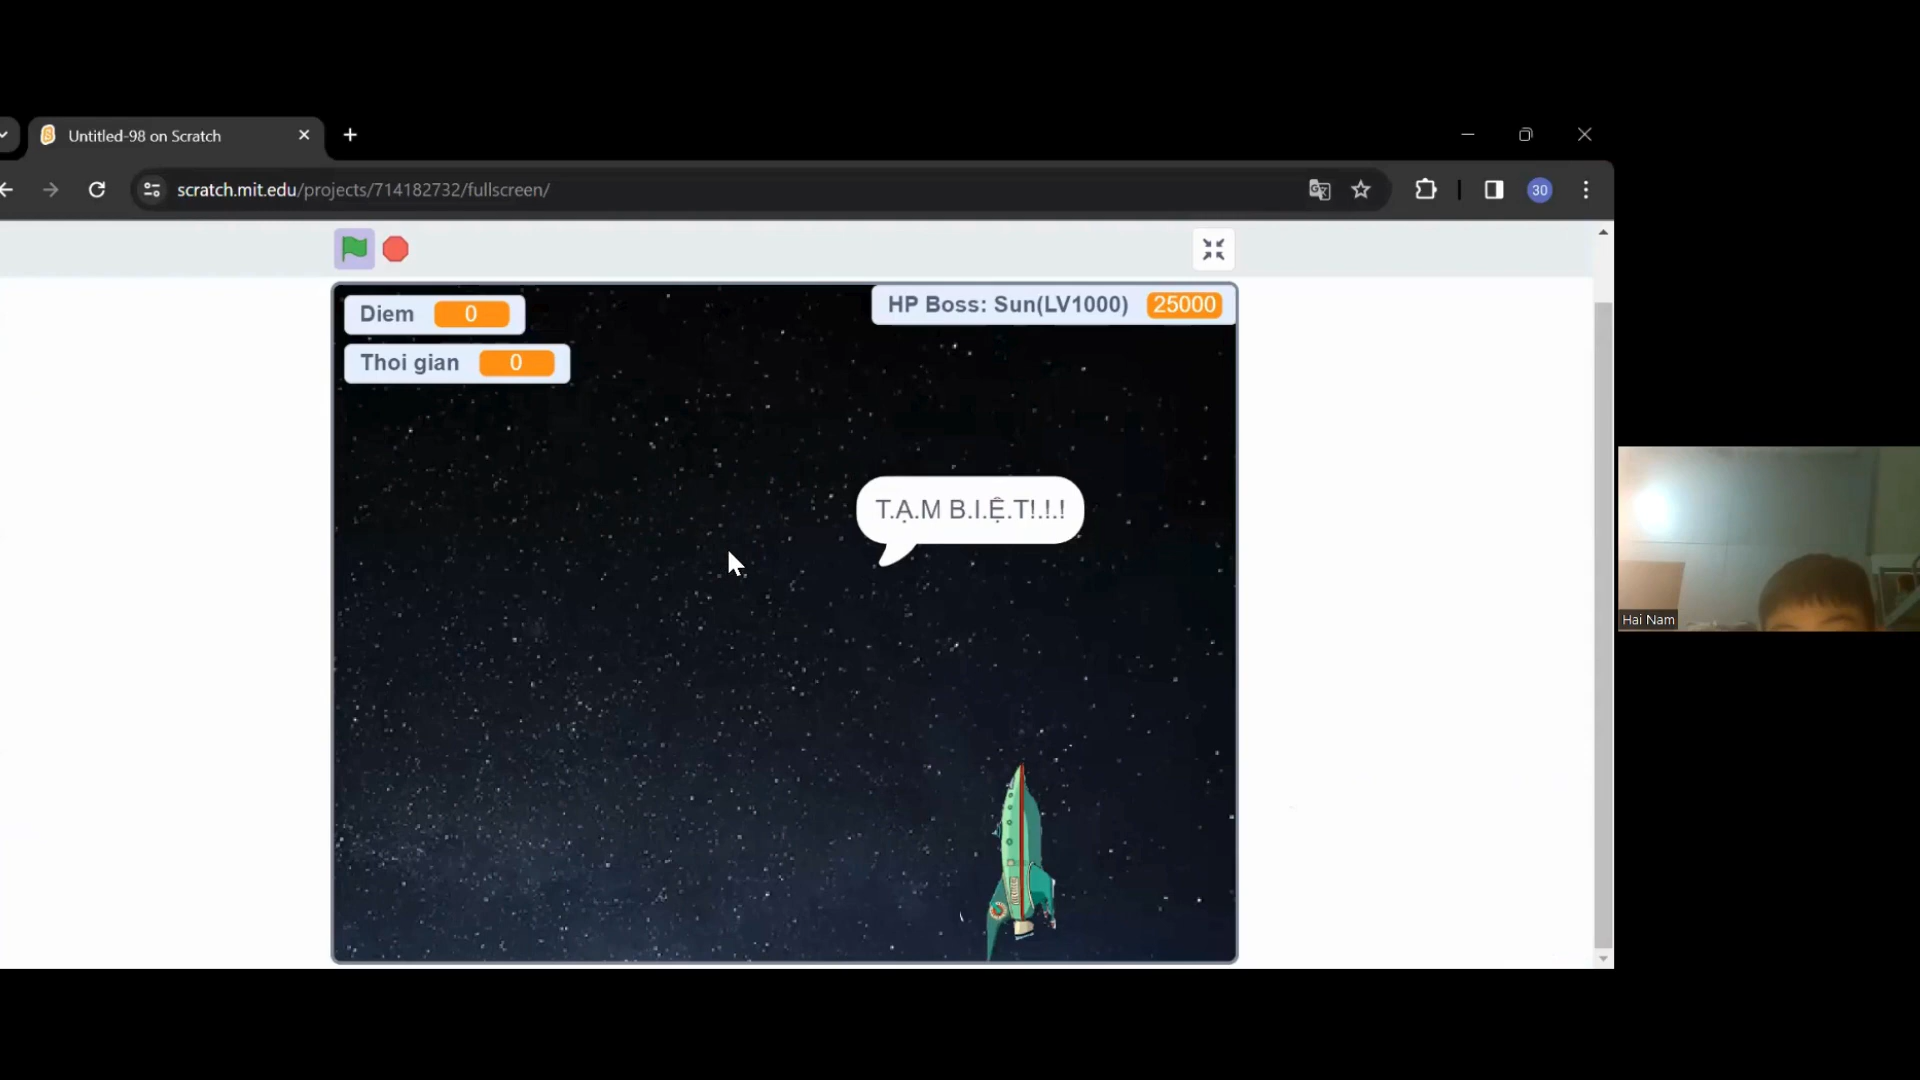 Untitled-98 on Scratch
scratch.mit.edu/projects/714182732/fullscreen/
30
Diem 0
HP Boss: Sun(LV1000) 25000
Thoi gian 0
T.Ạ.M B.I.Ệ.T!.!.!
Hai Nam